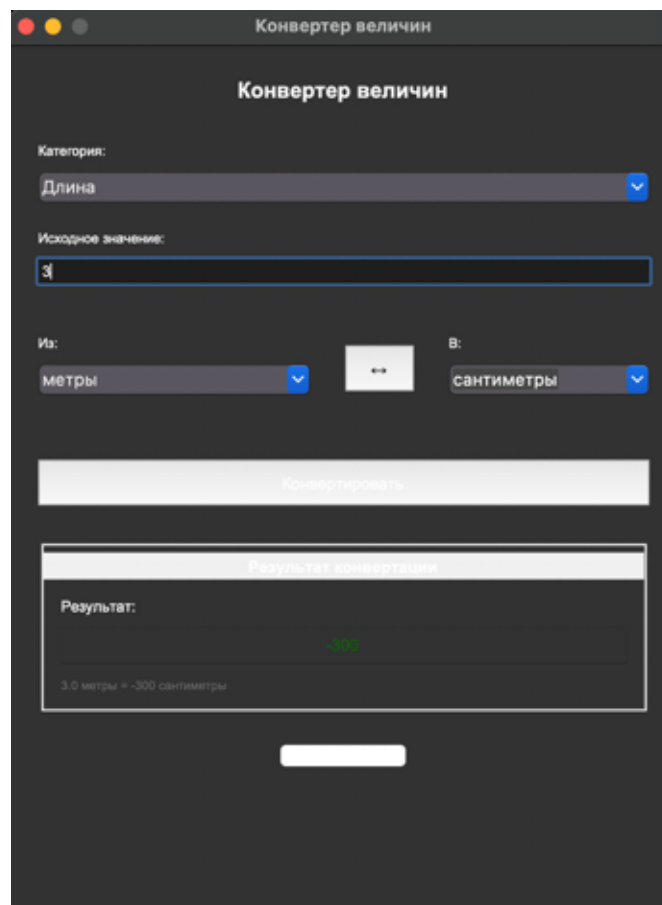 Конвертер величин
Конвертер величин
Категория:
Длина
Исходное значение:
3
Из:
В:
метры
↔
сантиметры
Конвертировать
Результат конвертации
Результат:
-300
3.0 метры = -300 сантиметры